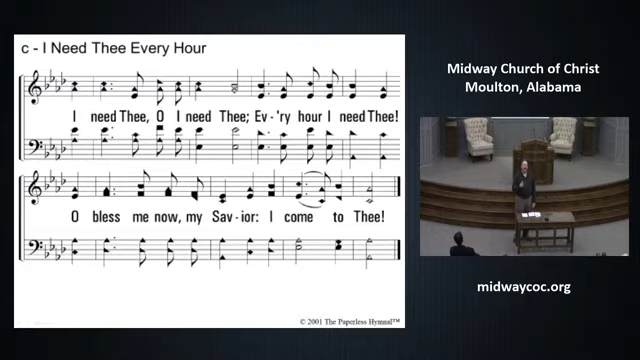 c - I Need Thee Every Hour
I need Thee, O I need Thee; Ev-'ry hour I need Thee!
O bless me now, my Sav-ior: I come to Thee!
© 2001 The Paperless Hymnal™
Midway Church of Christ
Moulton, Alabama
midwaycoc.org